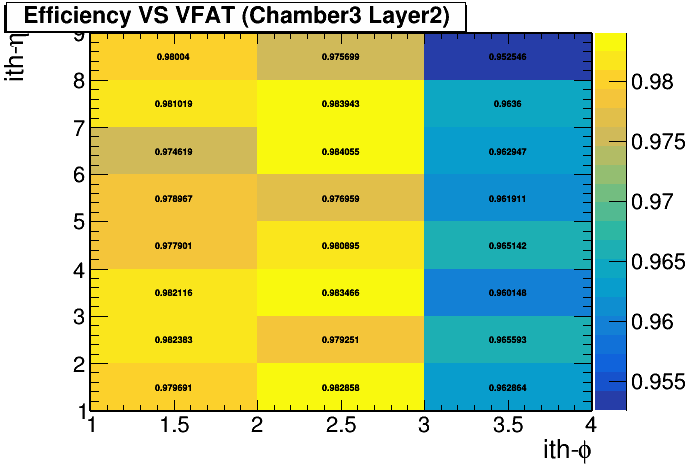 Efficiency VS VFAT (Chamber3 Layer2)
ith-η
9
8
7
6
5
4
3
2
1
0.98004 0.975699 0.952546
0.981019 0.983943 0.9636
0.974619 0.984055 0.962947
0.978967 0.976959 0.961911
0.977901 0.980895 0.965142
0.982116 0.983466 0.960148
0.982383 0.979251 0.965593
0.979691 0.982858 0.962864
1 1.5 2 2.5 3 3.5 4
ith-ϕ
0.98
0.975
0.97
0.965
0.96
0.955